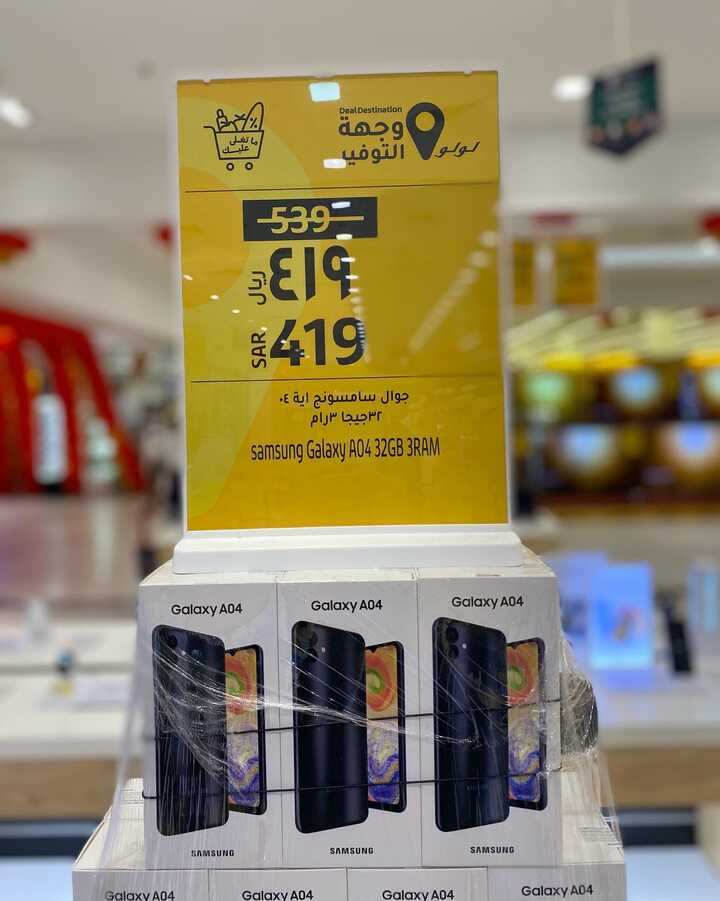 ما تغلى
عليك
DealDestination
وجهة
التوفير
لولو
539
٤١٩ ريال
SAR 419
جوال سامسونج اية ٠٤
٣٢جيجا ٣رام
samsung Galaxy A04 32GB 3RAM
Galaxy A04
Galaxy A04
Galaxy A04
SAMSUNG
SAMSUNG
SAMSUNG
Galaxy A04
Galaxy A04
Galaxy A04
Galaxy A04